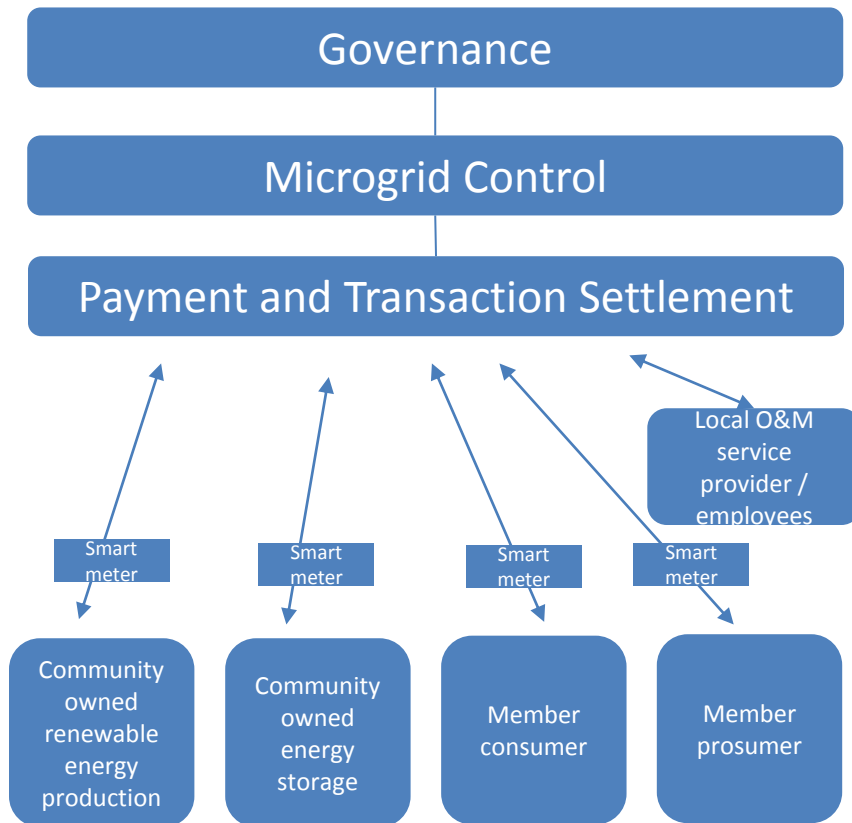 Governance
Microgrid Control
Payment and Transaction Settlement
Local O&M
service
provider /
employees
Smart
meter
Smart
meter
Smart
meter
Smart
meter
Community
owned
renewable
energy
production
Community
owned
energy
storage
Member
consumer
Member
prosumer